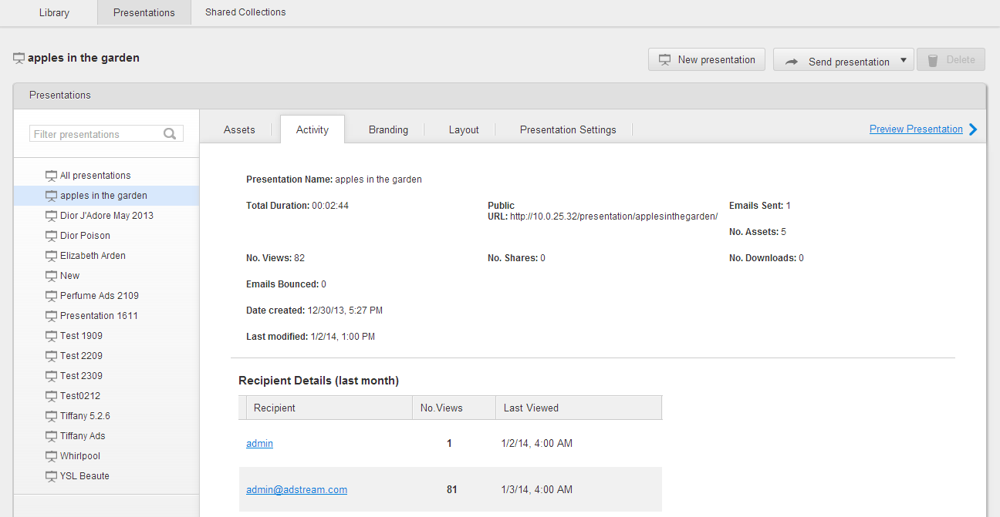 Library Presentations Shared Collections
apples in the garden
New presentation Send presentation Delete
Presentations
Filter presentations
All presentations
apples in the garden
Dior J'Adore May 2013
Dior Poison
Elizabeth Arden
New
Perfume Ads 2109
Presentation 1611
Test 1909
Test 2209
Test 2309
Test0212
Tiffany 5.2.6
Tiffany Ads
Whirlpool
YSL Beaute
Assets Activity Branding Layout Presentation Settings Preview Presentation
Presentation Name: apples in the garden
Total Duration: 00:02:44
Public
URL: http://10.0.25.32/presentation/applesinthegarden/
Emails Sent: 1
No. Assets: 5
No. Views: 82 No. Shares: 0 No. Downloads: 0
Emails Bounced: 0
Date created: 12/30/13, 5:27 PM
Last modified: 1/2/14, 1:00 PM
Recipient Details (last month)
Recipient No.Views Last Viewed
admin 1 1/2/14, 4:00 AM
admin@adstream.com 81 1/3/14, 4:00 AM